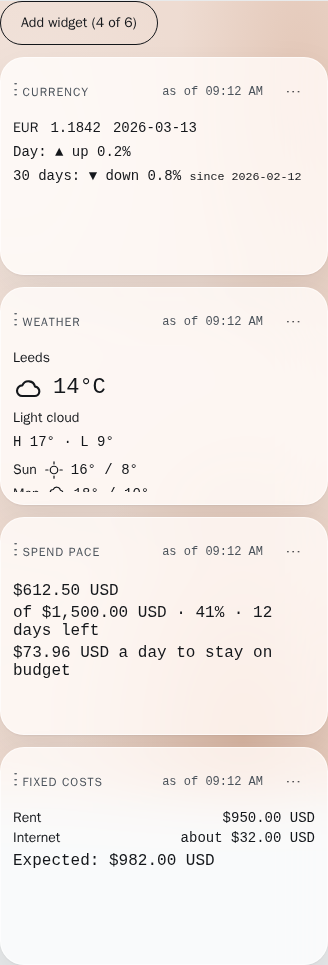 Add widget (4 of 6)
CURRENCY as of 09:12 AM ...
EUR 1.1842 2026-03-13
Day: ▲ up 0.2%
30 days: ▼ down 0.8% since 2026-02-12
WEATHER as of 09:12 AM ...
Leeds
14°C
Light cloud
H 17° · L 9°
Sun 16° / 8°
Mon 18° / 10°
SPEND PACE as of 09:12 AM ...
$612.50 USD
of $1,500.00 USD · 41% · 12
days left
$73.96 USD a day to stay on
budget
FIXED COSTS as of 09:12 AM ...
Rent $950.00 USD
Internet about $32.00 USD
Expected: $982.00 USD